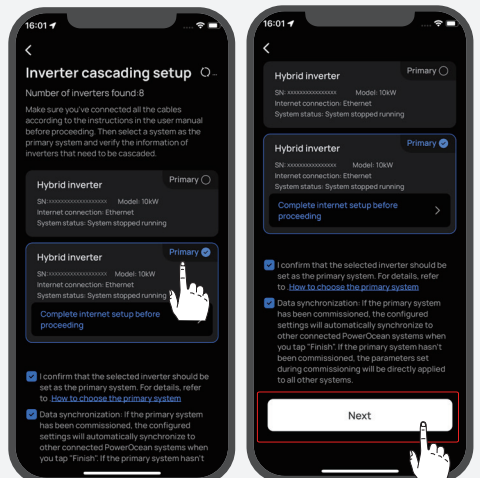 16:01
Inverter cascading setup
Number of inverters found:8
Make sure you've connected all the cables
according to the instructions in the user manual
before proceeding. Then select a system as the
primary system and verify the information of
inverters that need to be cascaded.
Hybrid inverter Primary
SN: xxxxxxxxxxxxxxxx Model: 10kW
Internet connection: Ethernet
System status: System stopped running
Hybrid inverter Primary
SN: xxxxxxxxxxxxxxxx Model: 10kW
Internet connection: Ethernet
System status: System stopped running
Complete internet setup before
proceeding
I confirm that the selected inverter should be
set as the primary system. For details, refer
to .How to choose the primary system
Data synchronization: If the primary system
has been commissioned, the configured
settings will automatically synchronize to
other connected PowerOcean systems when
you tap "Finish". If the primary system hasn't
16:01
Hybrid inverter Primary
SN: xxxxxxxxxxxxxxxx Model: 10kW
Internet connection: Ethernet
System status: System stopped running
Hybrid inverter Primary
SN: xxxxxxxxxxxxxxxx Model: 10kW
Internet connection: Ethernet
System status: System stopped running
Complete internet setup before
proceeding
I confirm that the selected inverter should be
set as the primary system. For details, refer
to .How to choose the primary system
Data synchronization: If the primary system
has been commissioned, the configured
settings will automatically synchronize to
other connected PowerOcean systems when
you tap "Finish". If the primary system hasn't
been commissioned, the parameters set
during commissioning will be directly applied
to all other systems.
Next